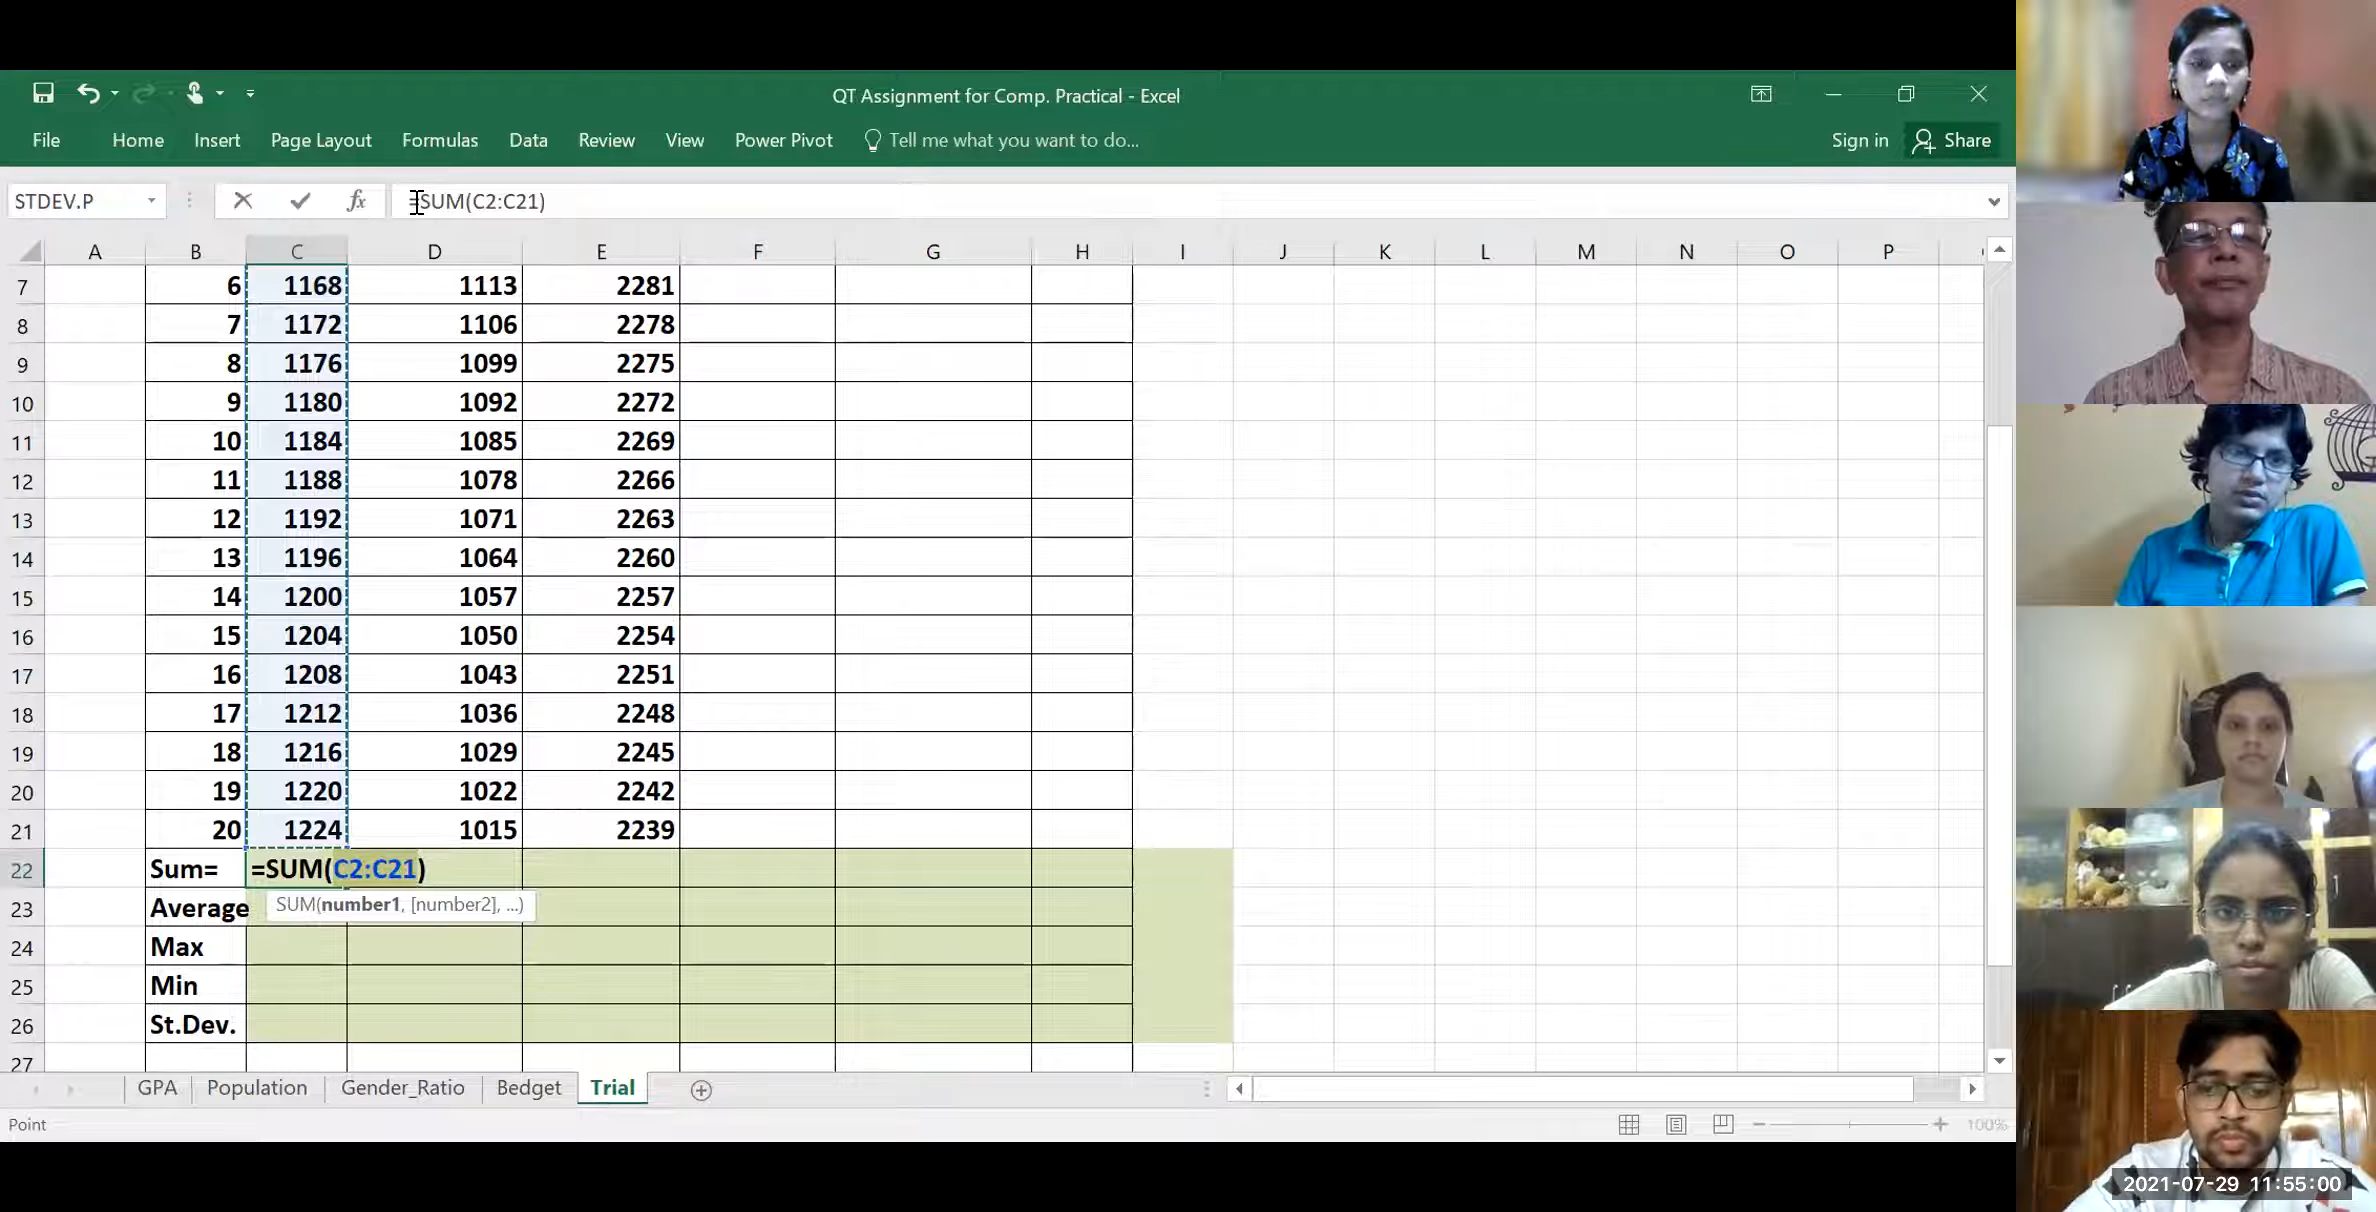 QT Assignment for Comp. Practical - Excel
File Home Insert Page Layout Formulas Data Review View Power Pivot Tell me what you want to do... Sign in Share
STDEV.P fx =SUM(C2:C21)
A B C D E F G H I J K L M N O P
7 6 1168 1113 2281
8 7 1172 1106 2278
9 8 1176 1099 2275
10 9 1180 1092 2272
11 10 1184 1085 2269
12 11 1188 1078 2266
13 12 1192 1071 2263
14 13 1196 1064 2260
15 14 1200 1057 2257
16 15 1204 1050 2254
17 16 1208 1043 2251
18 17 1212 1036 2248
19 18 1216 1029 2245
20 19 1220 1022 2242
21 20 1224 1015 2239
22 Sum= =SUM(C2:C21)
23 Average SUM(number1, [number2], ...)
24 Max
25 Min
26 St.Dev.
27
GPA Population Gender_Ratio Bedget Trial
Point 100%
2021-07-29 11:55:00